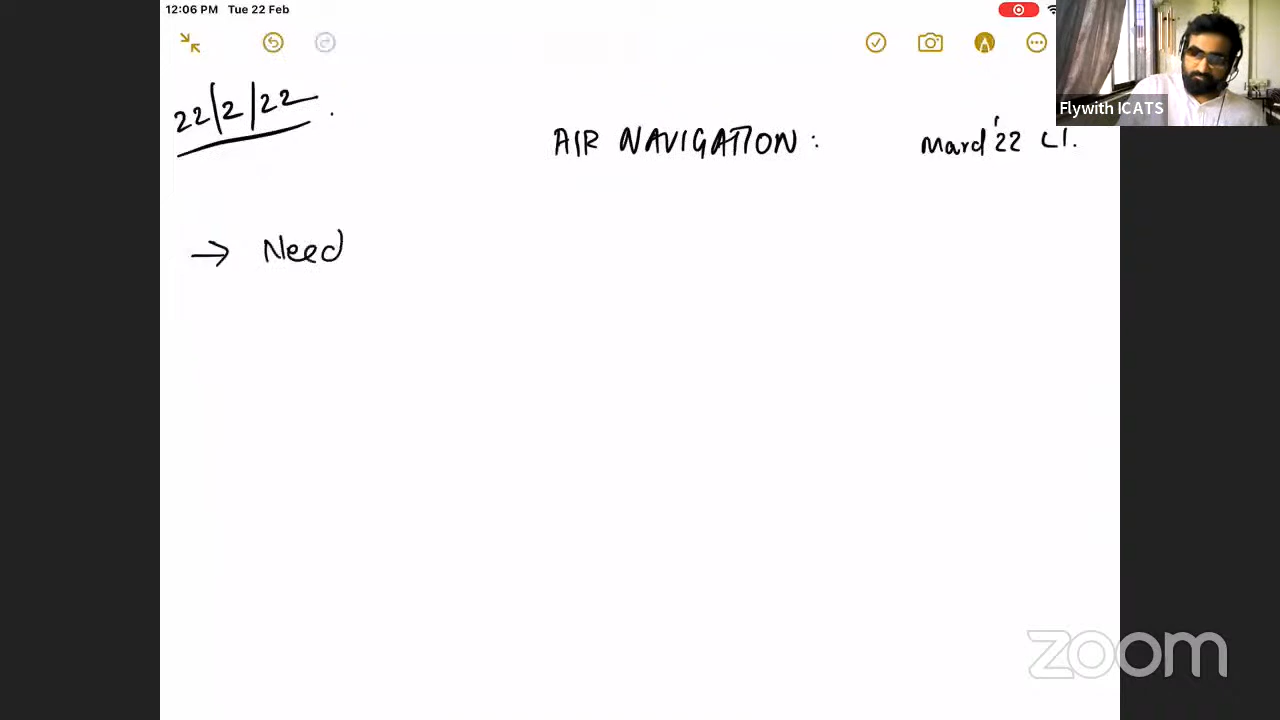 12:06 PM Tue 22 Feb
Flywith ICATS
22/2/22.
AIR NAVIGATION: March '22 L1.
→ Need
zoom